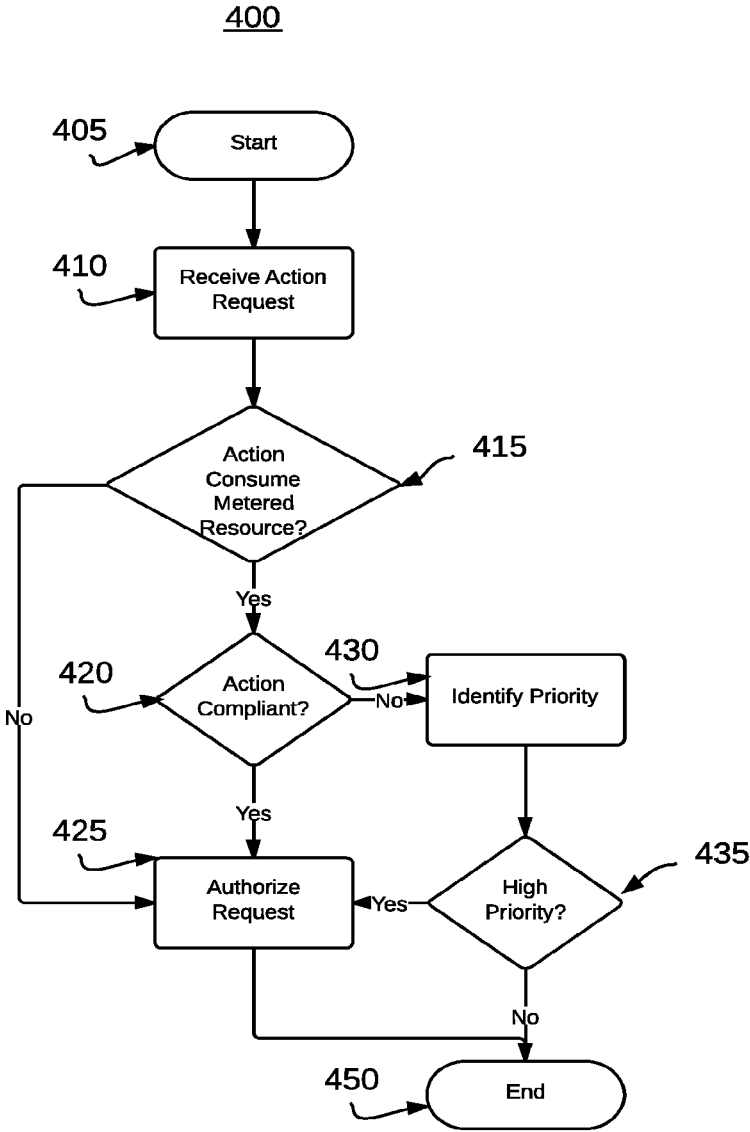 400
405
Start
410
Receive Action
Request
415
Action
Consume
Metered
Resource?
Yes
420
Action
Compliant?
430
No
Identify Priority
No
Yes
425
Authorize
Request
Yes
High
Priority?
435
No
450
End